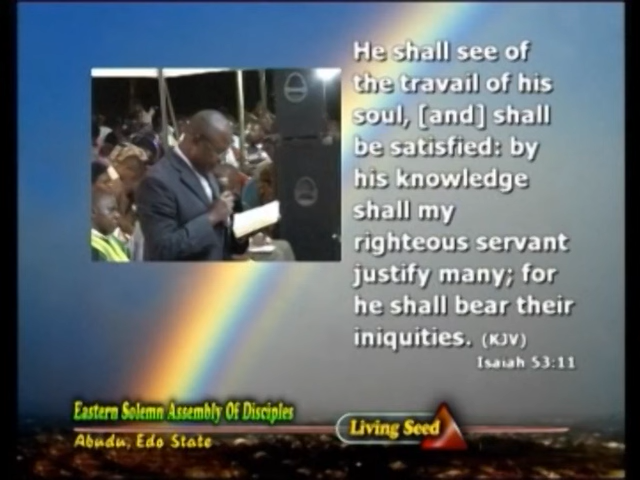 He shall see of
the travail of his
soul, [and] shall
be satisfied: by
his knowledge
shall my
righteous servant
justify many; for
he shall bear their
iniquities. (KJV)
Isaiah 53:11
Eastern Solemn Assembly Of Disciples
Abudu, Edo State
Living Seed